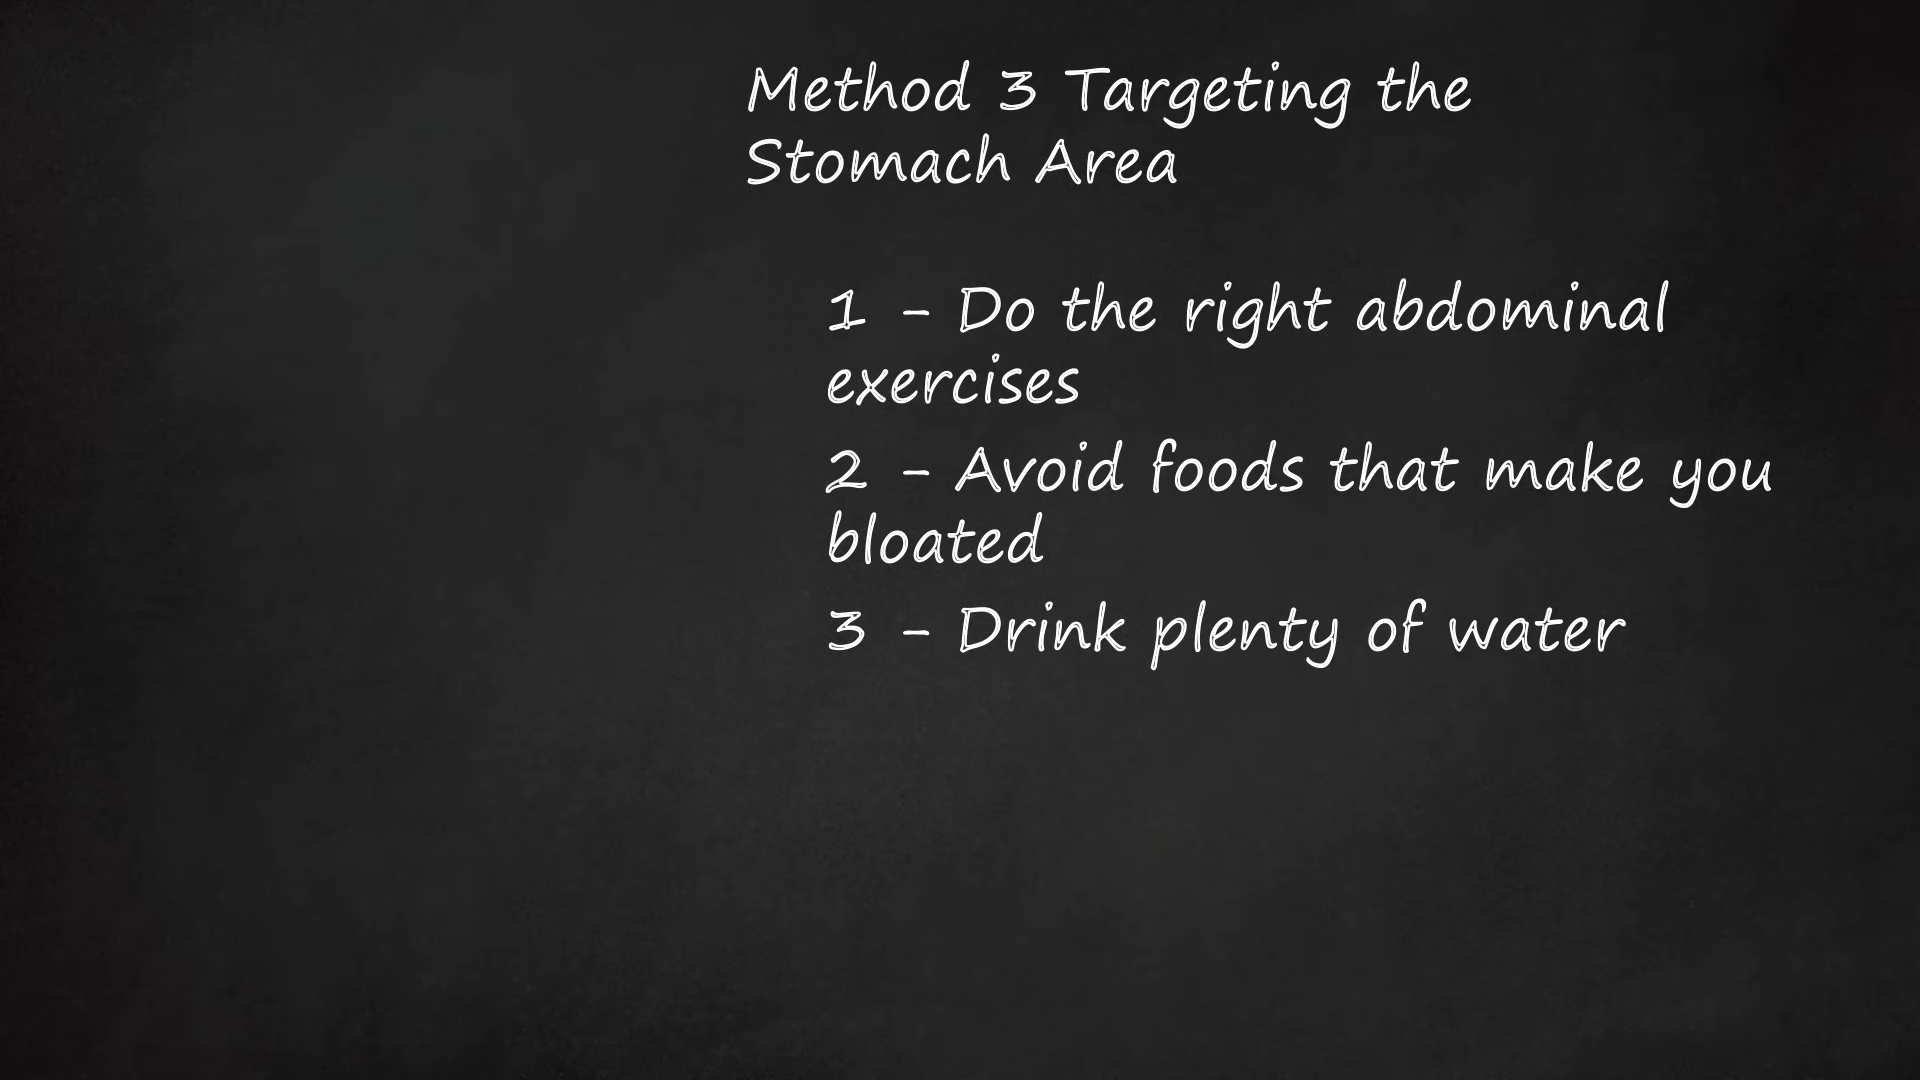 Method 3 Targeting the
Stomach Area
1 - Do the right abdominal
exercises
2 - Avoid foods that make you
bloated
3 - Drink plenty of water